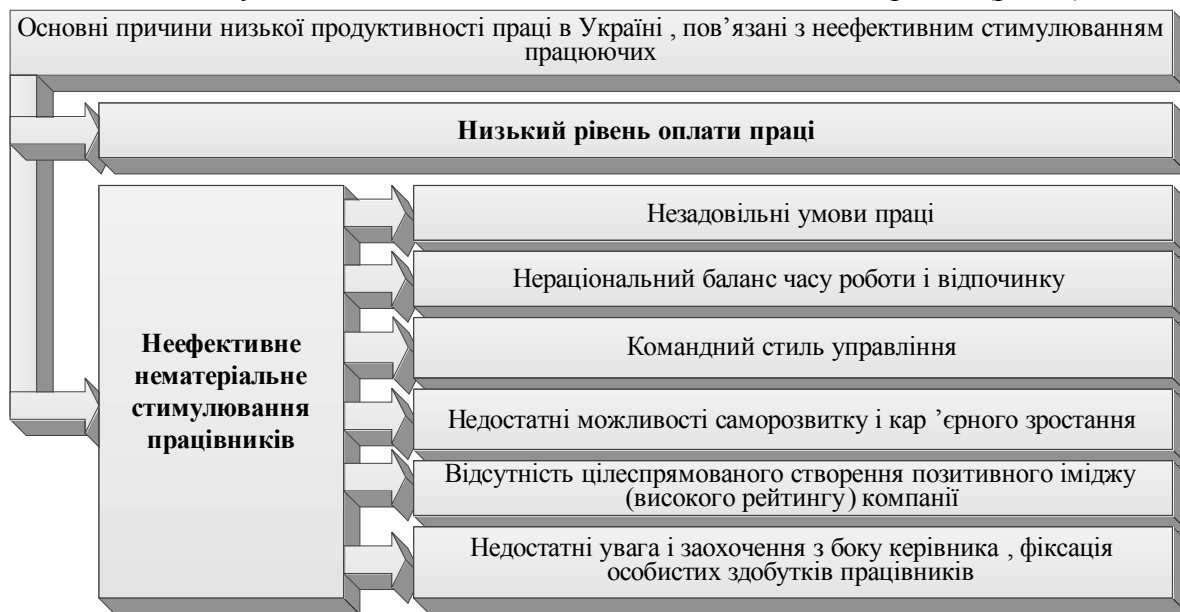 Основні причини низької продуктивності праці в Україні , пов’язані з неефективним стимулюванням
працюючих
Низький рівень оплати праці
Неефективне
нематеріальне
стимулювання
працівників
Незадовільні умови праці
Нераціональний баланс часу роботи і відпочинку
Командний стиль управління
Недостатні можливості саморозвитку і кар ’єрного зростання
Відсутність цілеспрямованого створення позитивного іміджу
(високого рейтингу) компанії
Недостатні увага і заохочення з боку керівника , фіксація
особистих здобутків працівників